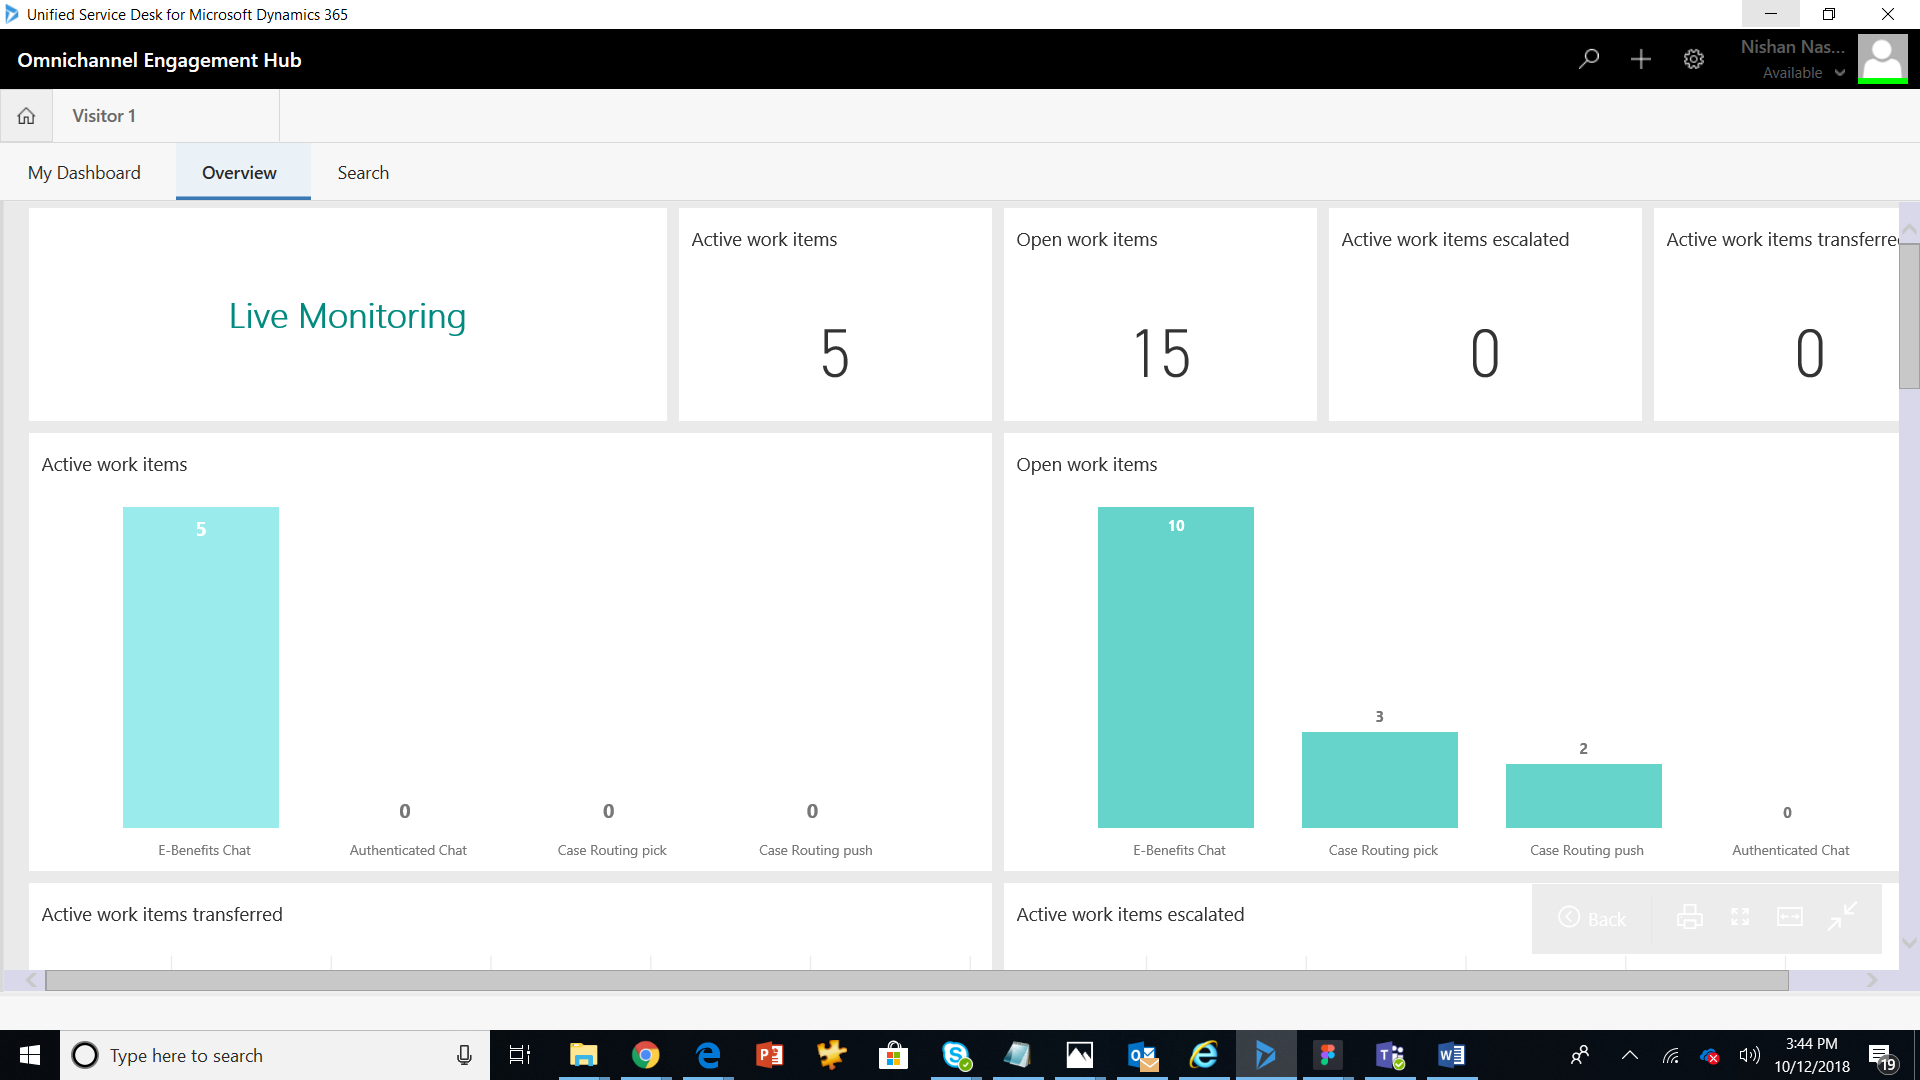 Unified Service Desk for Microsoft Dynamics 365
Omnichannel Engagement Hub
Nishan Nas...
Available
Visitor 1
My Dashboard
Overview
Search
Live Monitoring
Active work items
5
Open work items
15
Active work items escalated
0
Active work items transferre
0
Active work items
5
0
0
0
E-Benefits Chat
Authenticated Chat
Case Routing pick
Case Routing push
Open work items
10
3
2
0
E-Benefits Chat
Case Routing pick
Case Routing push
Authenticated Chat
Active work items transferred
Active work items escalated
Back
Type here to search
3:44 PM
10/12/2018
19